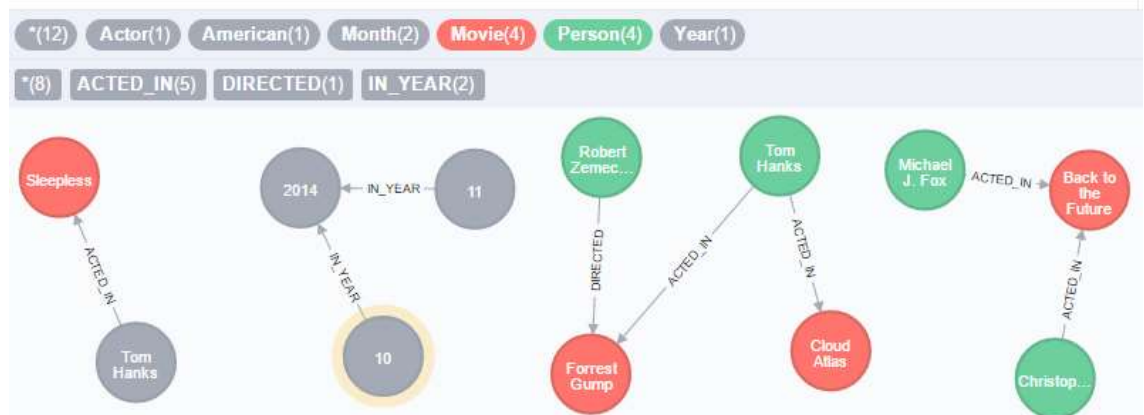 *(12) Actor(1) American(1) Month(2) Movie(4) Person(4) Year(1)
*(8) ACTED_IN(5) DIRECTED(1) IN_YEAR(2)
Sleepless
ACTED_IN
Tom
Hanks
2014
IN_YEAR
11
IN_YEAR
10
Robert
Zemec...
DIRECTED
Forrest
Gump
Tom
Hanks
ACTED_IN
ACTED_IN
Cloud
Atlas
Michael
J. Fox
ACTED_IN
Back to
the
Future
ACTED_IN
Christop...